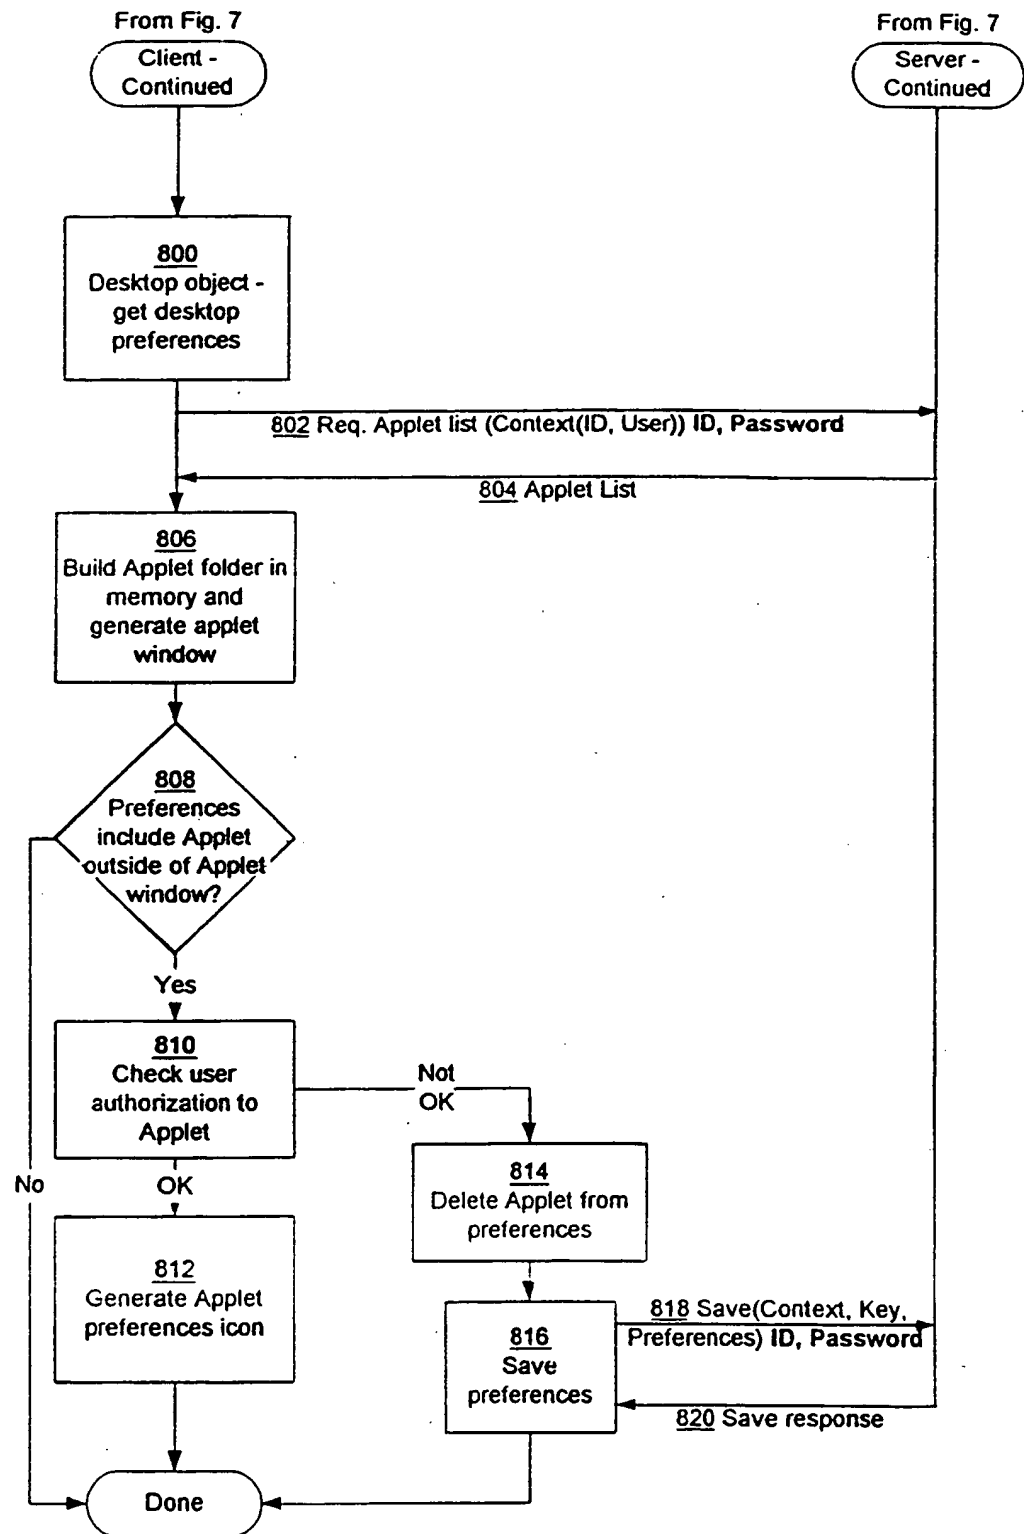 From Fig. 7
Client -
Continued
From Fig. 7
Server -
Continued
800
Desktop object -
get desktop
preferences
802 Req. Applet list (Context(ID, User)) ID, Password
804 Applet List
806
Build Applet folder in
memory and
generate applet
window
808
Preferences
include Applet
outside of Applet
window?
Yes
No
810
Check user
authorization to
Applet
Not
OK
OK
814
Delete Applet from
preferences
812
Generate Applet
preferences icon
816
Save
preferences
818 Save(Context, Key,
Preferences) ID, Password
820 Save response
Done